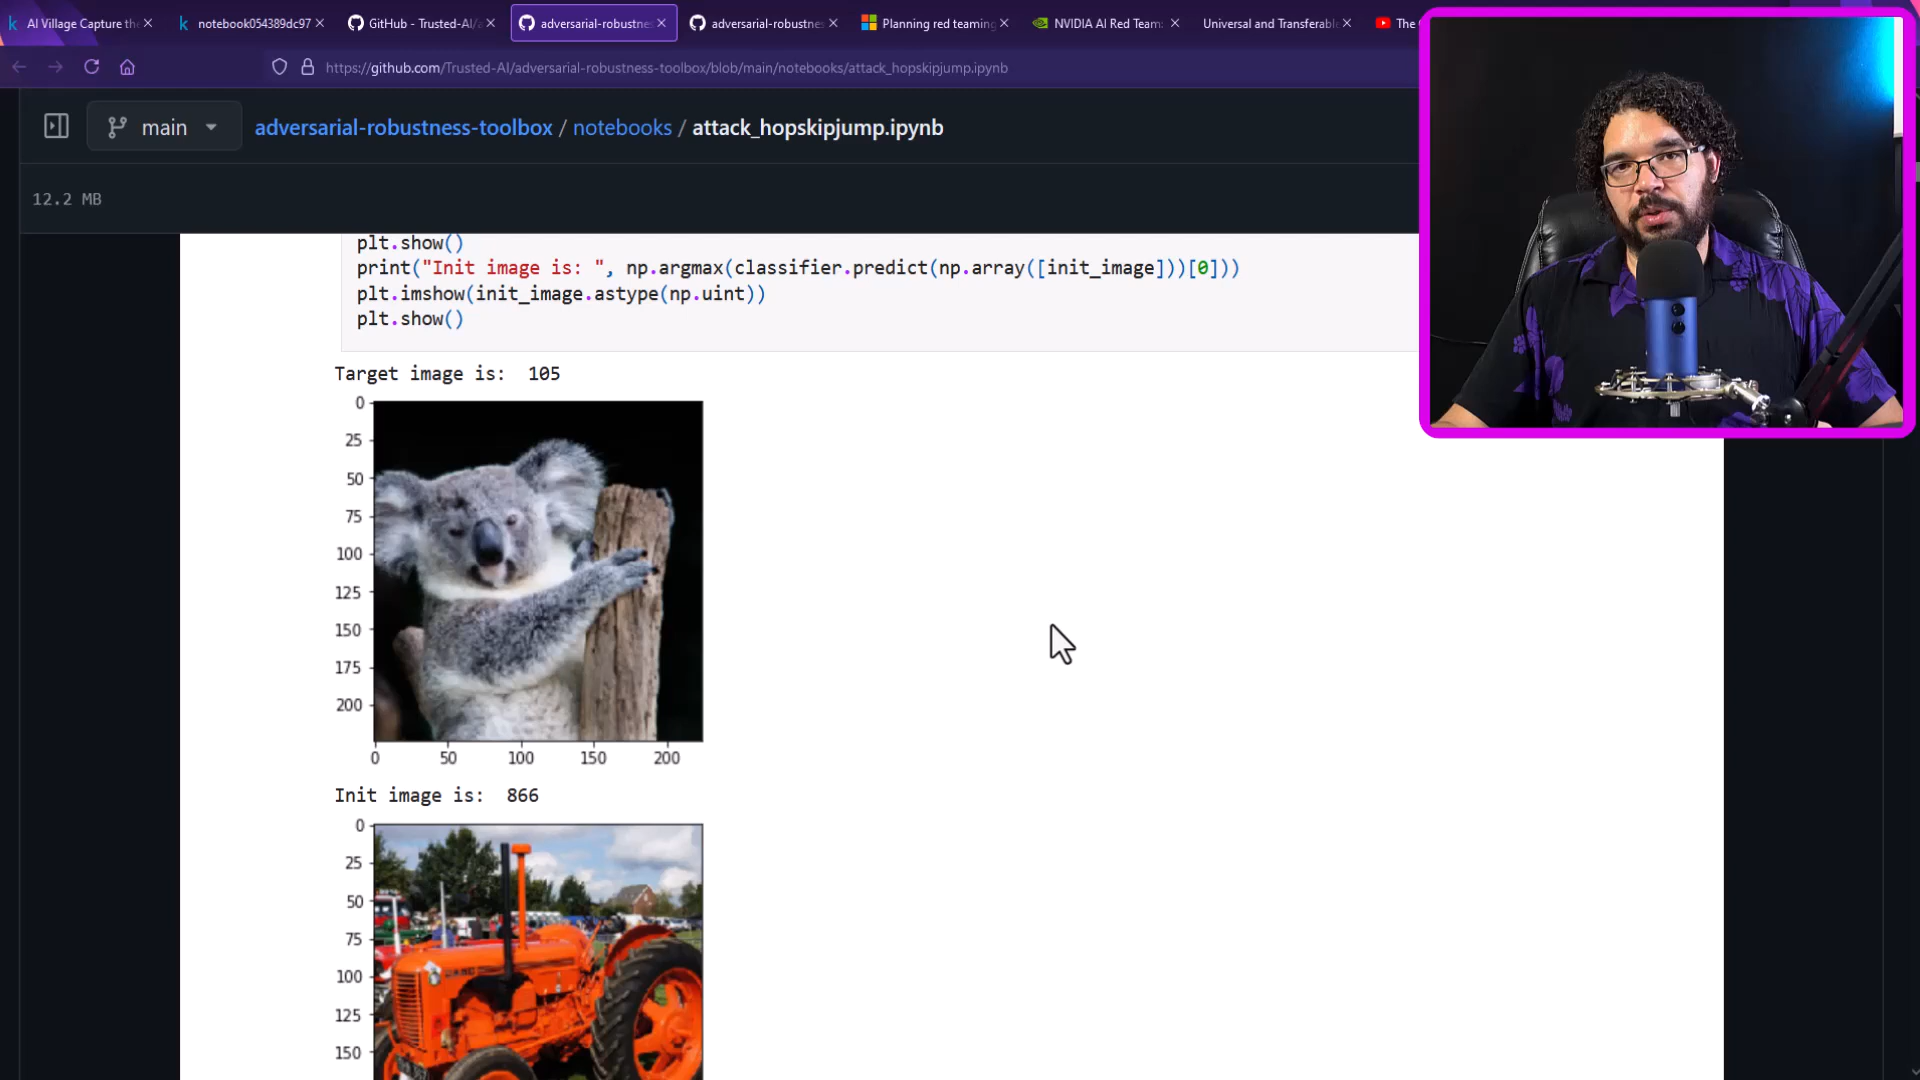 AI Village Capture the
notebook054389dc97
GitHub - Trusted-AI/a
adversarial-robustnes
adversarial-robustnes
Planning red teaming
NVIDIA AI Red Team:
Universal and Transferable
The
https://github.com/Trusted-AI/adversarial-robustness-toolbox/blob/main/notebooks/attack_hopskipjump.ipynb
main
adversarial-robustness-toolbox / notebooks / attack_hopskipjump.ipynb
12.2 MB
plt.show()
print("Init image is: ", np.argmax(classifier.predict(np.array([init_image]))[0]))
plt.imshow(init_image.astype(np.uint))
plt.show()
Target image is: 105
0
25
50
75
100
125
150
175
200
0 50 100 150 200
Init image is: 866
0
25
50
75
100
125
150